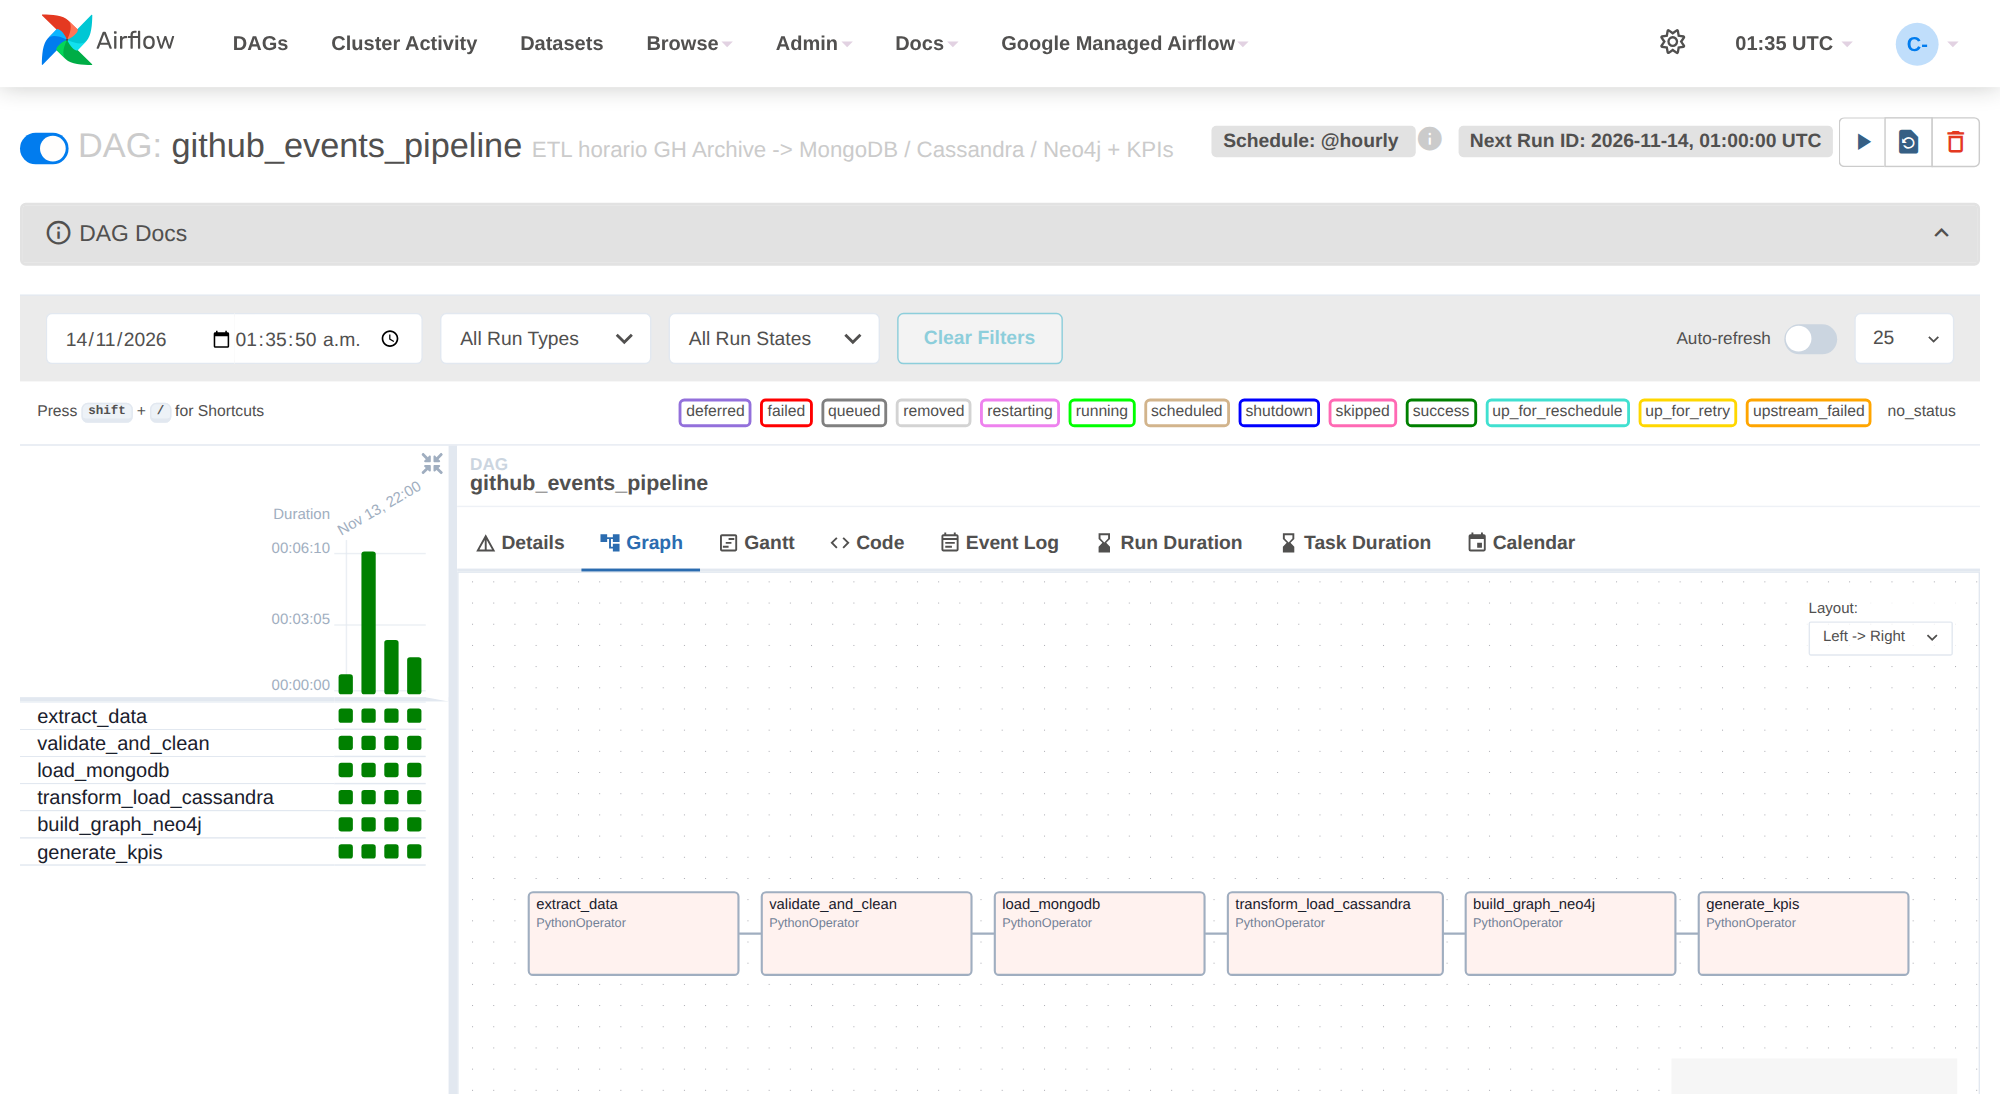 Airflow DAGs Cluster Activity Datasets Browse Admin Docs Google Managed Airflow 01:35 UTC C-
DAG: github_events_pipeline ETL horario GH Archive -> MongoDB / Cassandra / Neo4j + KPIs Schedule: @hourly Next Run ID: 2026-11-14, 01:00:00 UTC
DAG Docs
14/11/2026 01:35:50 a.m. All Run Types All Run States Clear Filters Auto-refresh 25
Press shift + / for Shortcuts deferred failed queued removed restarting running scheduled shutdown skipped success up_for_reschedule up_for_retry upstream_failed no_status
DAG
github_events_pipeline
Nov 13, 22:00
Duration
00:06:10
00:03:05
00:00:00
extract_data
validate_and_clean
load_mongodb
transform_load_cassandra
build_graph_neo4j
generate_kpis
Details Graph Gantt Code Event Log Run Duration Task Duration Calendar
Layout:
Left -> Right
extract_data
PythonOperator
validate_and_clean
PythonOperator
load_mongodb
PythonOperator
transform_load_cassandra
PythonOperator
build_graph_neo4j
PythonOperator
generate_kpis
PythonOperator